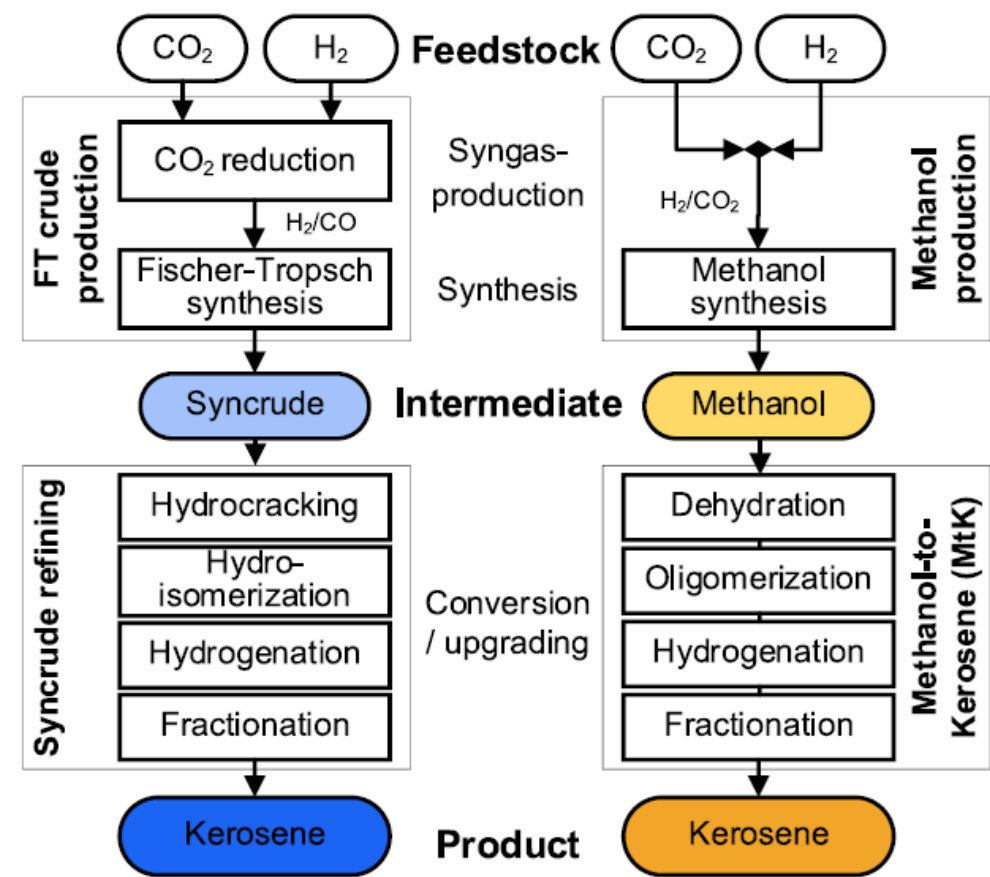 CO₂
H₂
Feedstock
CO₂
H₂
FT crude
production
CO₂ reduction
H₂/CO
Fischer-Tropsch
synthesis
Syngas-
production
Synthesis
H₂/CO₂
Methanol
synthesis
Methanol
production
Syncrude
Intermediate
Methanol
Syncrude refining
Hydrocracking
Hydro-
isomerization
Hydrogenation
Fractionation
Conversion
/ upgrading
Dehydration
Oligomerization
Hydrogenation
Fractionation
Methanol-to-
Kerosene (MtK)
Kerosene
Product
Kerosene